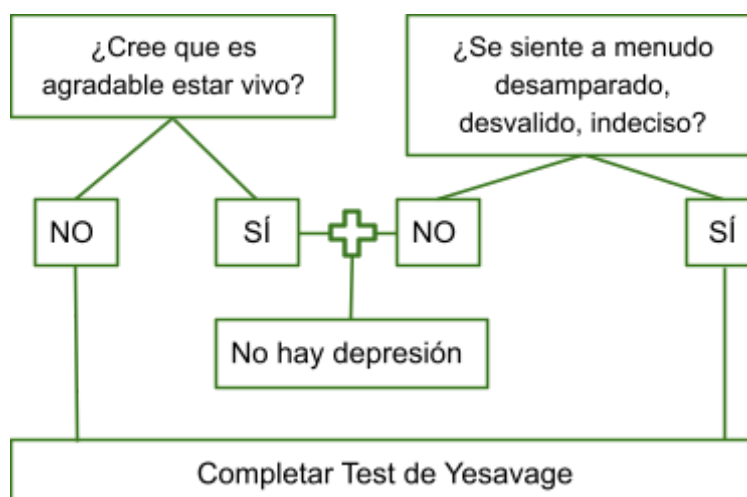 ¿Cree que es
agradable estar vivo?
¿Se siente a menudo
desamparado,
desvalido, indeciso?
NO
SÍ
NO
SÍ
No hay depresión
Completar Test de Yesavage